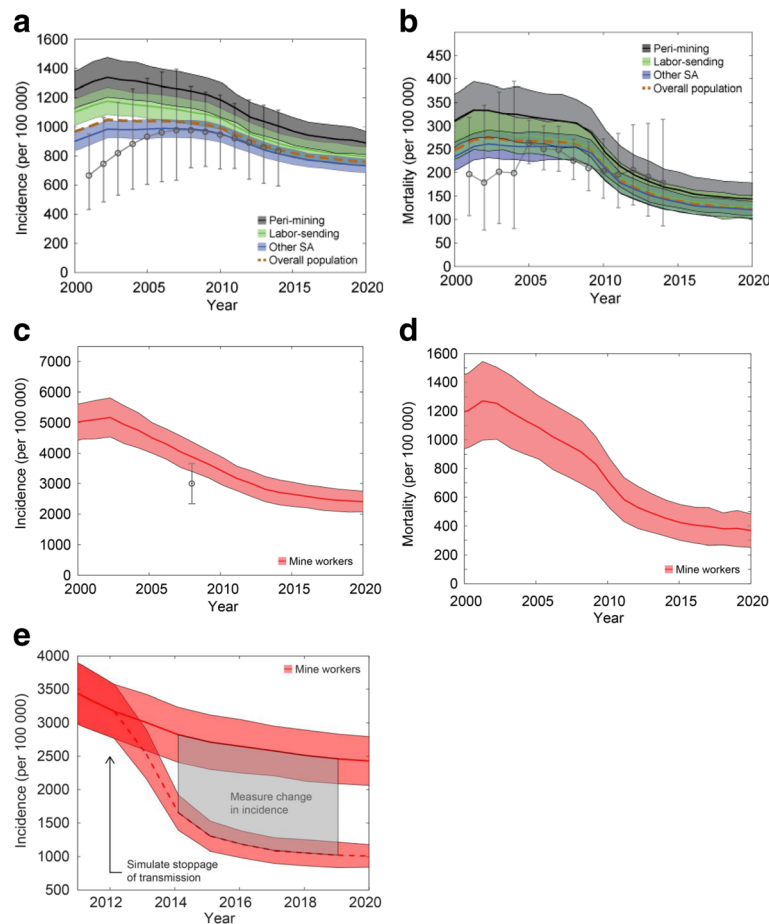 a
1600
1400
1200
1000
800
600
400
200
0
2000
2005
2010
2015
2020
Year
Incidence (per 100 000)
Peri-mining
Labor-sending
Other SA
Overall population
b
450
400
350
300
250
200
150
100
50
0
2000
2005
2010
2015
2020
Year
Mortality (per 100 000)
Peri-mining
Labor-sending
Other SA
Overall population
c
7000
6000
5000
4000
3000
2000
1000
0
2000
2005
2010
2015
2020
Year
Incidence (per 100 000)
Mine workers
d
1600
1400
1200
1000
800
600
400
200
0
2000
2005
2010
2015
2020
Year
Mortality (per 100 000)
Mine workers
e
4000
3500
3000
2500
2000
1500
1000
500
2012
2014
2016
2018
2020
Year
Incidence (per 100 000)
Mine workers
Measure change
in incidence
Simulate stoppage
of transmission